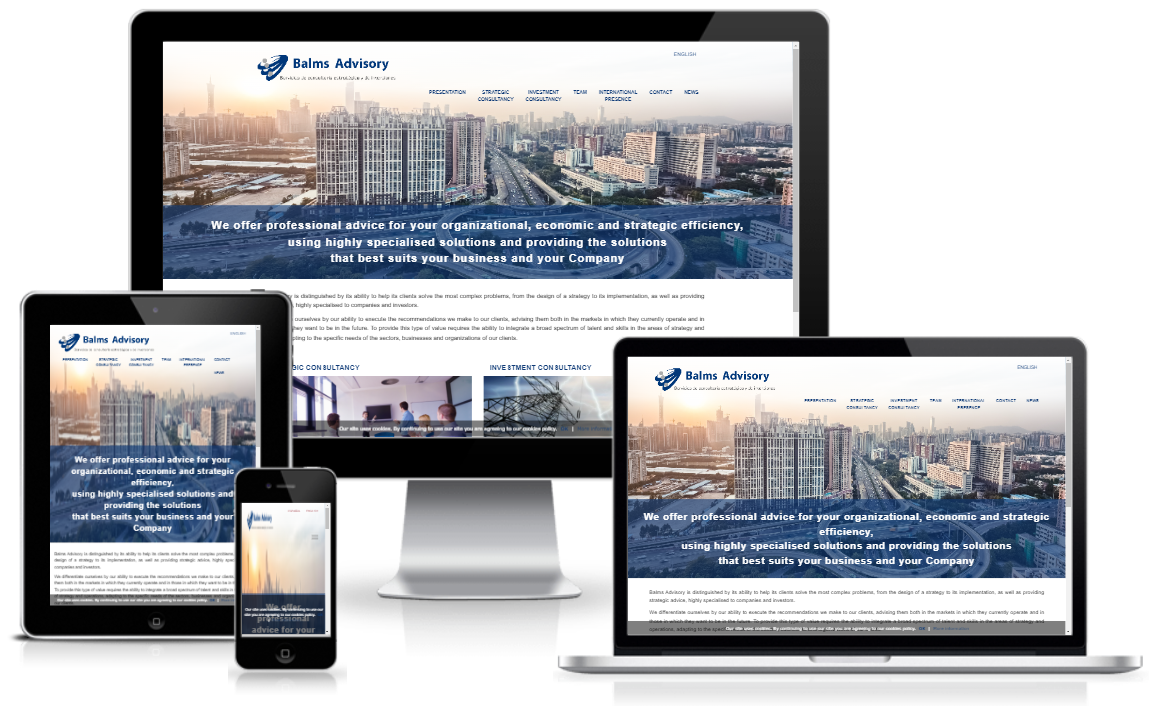 Balms Advisory
Servicios de consultoría estratégica y de inversiones
ENGLISH
PRESENTATION
STRATEGIC
CONSULTANCY
INVESTMENT
CONSULTANCY
TEAM
INTERNATIONAL
PRESENCE
CONTACT
NEWS
We offer professional advice for your organizational, economic and strategic efficiency,
using highly specialised solutions and providing the solutions
that best suits your business and your Company
is distinguished by its ability to help its clients solve the most complex problems, from the design of a strategy to its implementation, as well as providing
highly specialised to companies and investors.
ourselves by our ability to execute the recommendations we make to our clients, advising them both in the markets in which they currently operate and in
they want to be in the future. To provide this type of value requires the ability to integrate a broad spectrum of talent and skills in the areas of strategy and
to the specific needs of the sectors, businesses and organizations of our clients.
GIC CONSULTANCY
INVESTMENT CONSULTANCY
Our site uses cookies. By continuing to use our site you are agreeing to our cookies policy.
Balms Advisory
ENGLISH
PRESENTATION
STRATEGIC
CONSULTANCY
INVESTMENT
CONSULTANCY
TEAM
INTERNATIONAL
PRESENCE
CONTACT
NEWS
We offer professional advice for your
organizational, economic and strategic
efficiency,
using highly specialised solutions and
providing the solutions
that best suits your business and your
Company
Balms Advisory is distinguished by its ability to help its clients solve the most complex problems,
design of a strategy to its implementation, as well as providing strategic advice, highly
companies and investors.
We differentiate ourselves by our ability to execute the recommendations we make to our clients
them both in the markets in which they currently operate and in those in which they want to be in
To provide this type of value requires the ability to integrate a broad spectrum of talent and skills in
Our site uses cookies. By continuing to use our site you are agreeing to our cookies policy.
Balms Advisory
Our site uses cookies. By continuing to use our
site you are agreeing to our cookies policy.
We offer
professional
advice for your
Balms Advisory
Servicios de consultoría estratégica y de inversiones
ENGLISH
PRESENTATION
STRATEGIC
CONSULTANCY
INVESTMENT
CONSULTANCY
TEAM
INTERNATIONAL
PRESENCE
CONTACT
NEWS
We offer professional advice for your organizational, economic and strategic
efficiency,
using highly specialised solutions and providing the solutions
that best suits your business and your Company
Balms Advisory is distinguished by its ability to help its clients solve the most complex problems, from the design of a strategy to its implementation, as well as providing
strategic advice, highly specialised to companies and investors.
We differentiate ourselves by our ability to execute the recommendations we make to our clients, advising them both in the markets in which they currently operate and in
those in which they want to be in the future. To provide this type of value requires the ability to integrate a broad spectrum of talent and skills in the areas of strategy and
operations, adapting to the
Our site uses cookies. By continuing to use our site you are agreeing to our cookies policy.